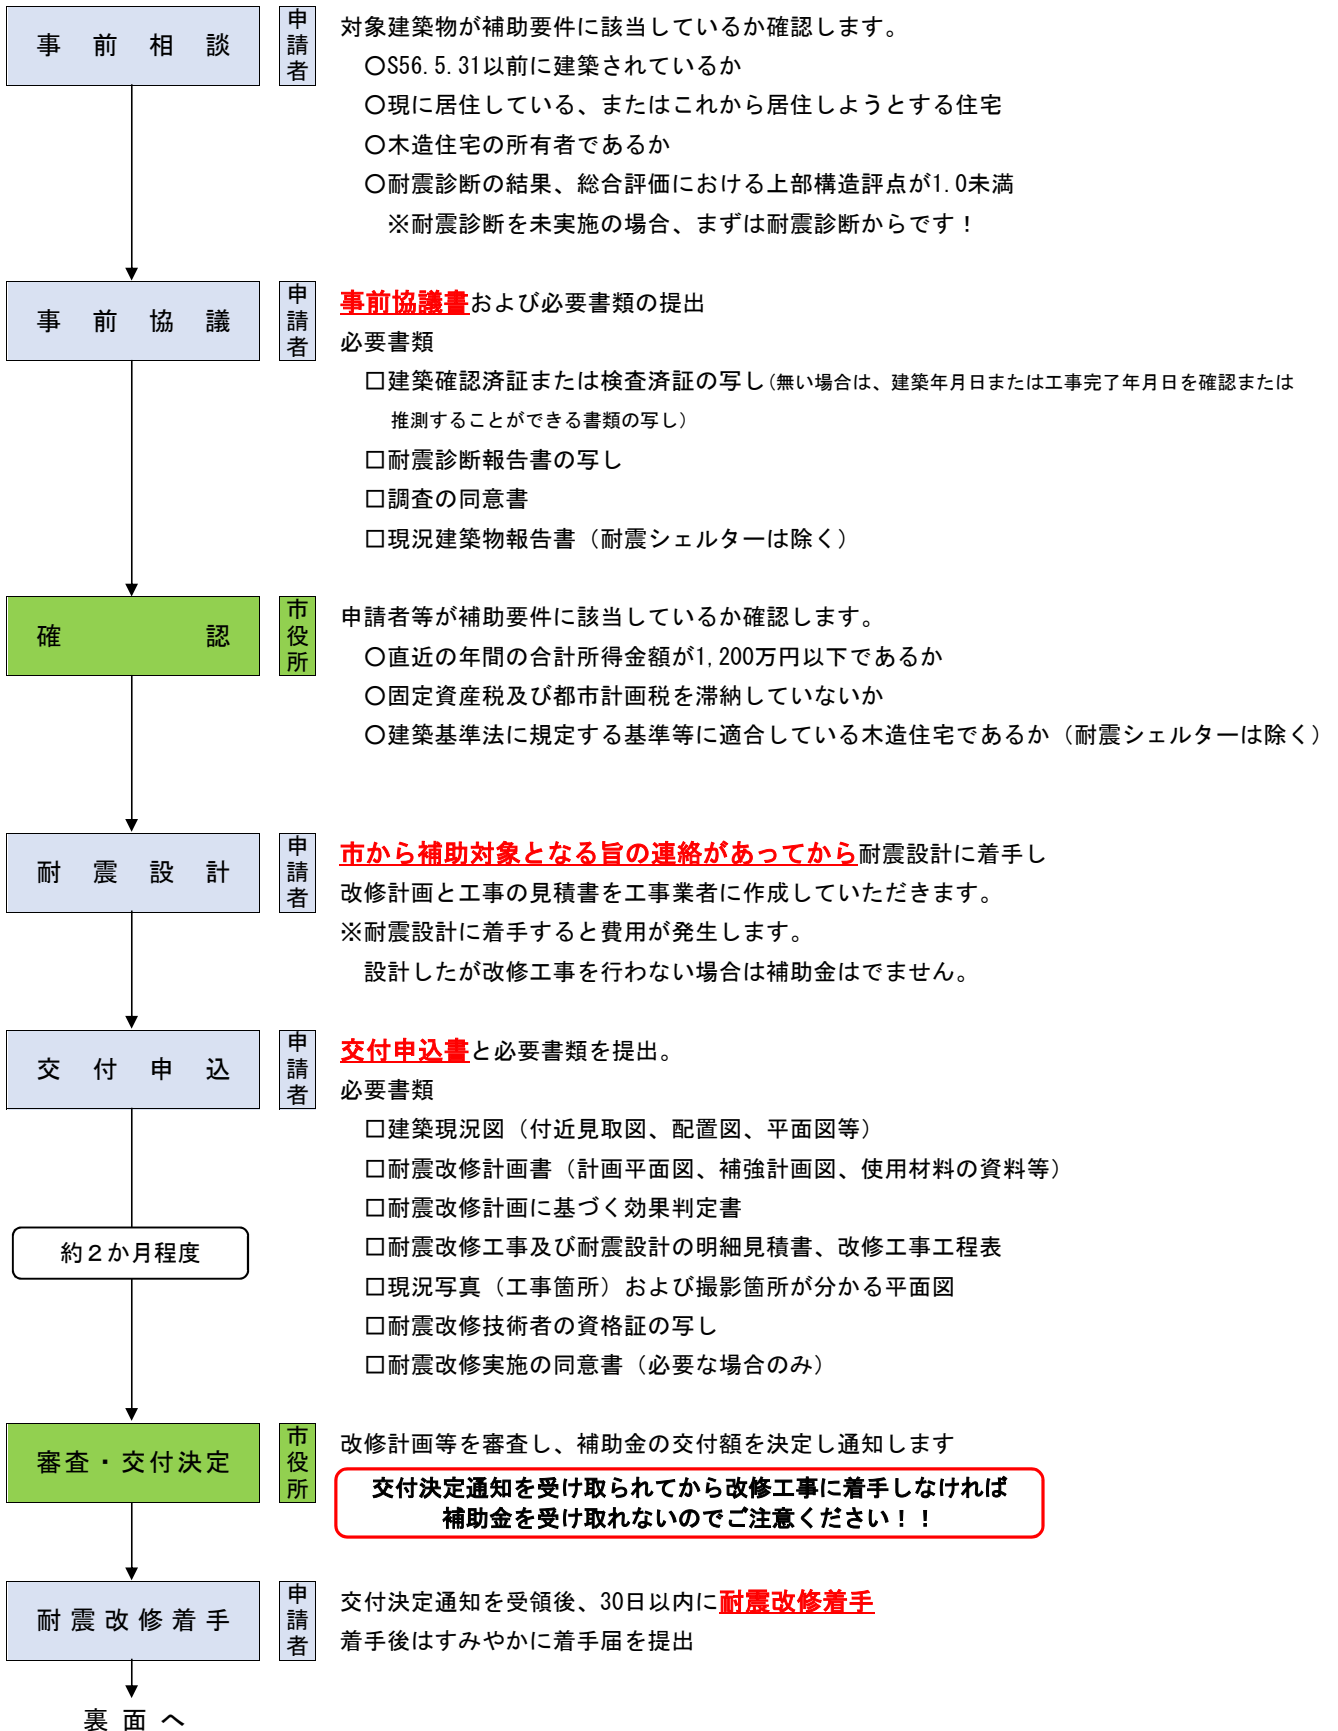 事前相談
申請者
対象建築物が補助要件に該当しているか確認します。
〇S56.5.31以前に建築されているか
〇現に居住している、またはこれから居住しようとする住宅
〇木造住宅の所有者であるか
〇耐震診断の結果、総合評価における上部構造評点が1.0未満
※耐震診断を未実施の場合、まずは耐震診断からです！
事前協議
申請者
事前協議書および必要書類の提出
必要書類
□建築確認済証または検査済証の写し(無い場合は、建築年月日または工事完了年月日を確認または
推測することができる書類の写し)
□耐震診断報告書の写し
□調査の同意書
□現況建築物報告書（耐震シェルターは除く）
確認
市役所
申請者等が補助要件に該当しているか確認します。
〇直近の年間の合計所得金額が1,200万円以下であるか
〇固定資産税及び都市計画税を滞納していないか
〇建築基準法に規定する基準等に適合している木造住宅であるか（耐震シェルターは除く）
耐震設計
申請者
市から補助対象となる旨の連絡があってから耐震設計に着手し
改修計画と工事の見積書を工事業者に作成していただきます。
※耐震設計に着手すると費用が発生します。
設計したが改修工事を行わない場合は補助金はでません。
交付申込
申請者
交付申込書と必要書類を提出。
必要書類
□建築現況図（付近見取図、配置図、平面図等）
□耐震改修計画書（計画平面図、補強計画図、使用材料の資料等）
□耐震改修計画に基づく効果判定書
□耐震改修工事及び耐震設計の明細見積書、改修工事工程表
□現況写真（工事箇所）および撮影箇所が分かる平面図
□耐震改修技術者の資格証の写し
□耐震改修実施の同意書（必要な場合のみ）
約２か月程度
審査・交付決定
市役所
改修計画等を審査し、補助金の交付額を決定し通知します
交付決定通知を受け取られてから改修工事に着手しなければ
補助金を受け取れないのでご注意ください！！
耐震改修着手
申請者
交付決定通知を受領後、30日以内に耐震改修着手
着手後はすみやかに着手届を提出
裏面へ